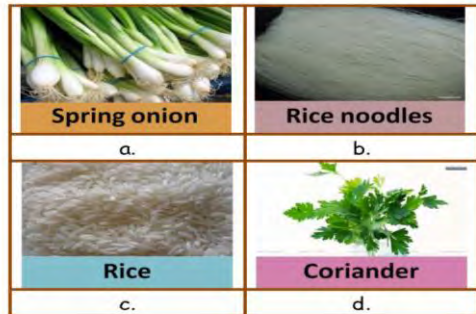 Spring onion
Rice noodles
a.
b.
Rice
Coriander
c.
d.